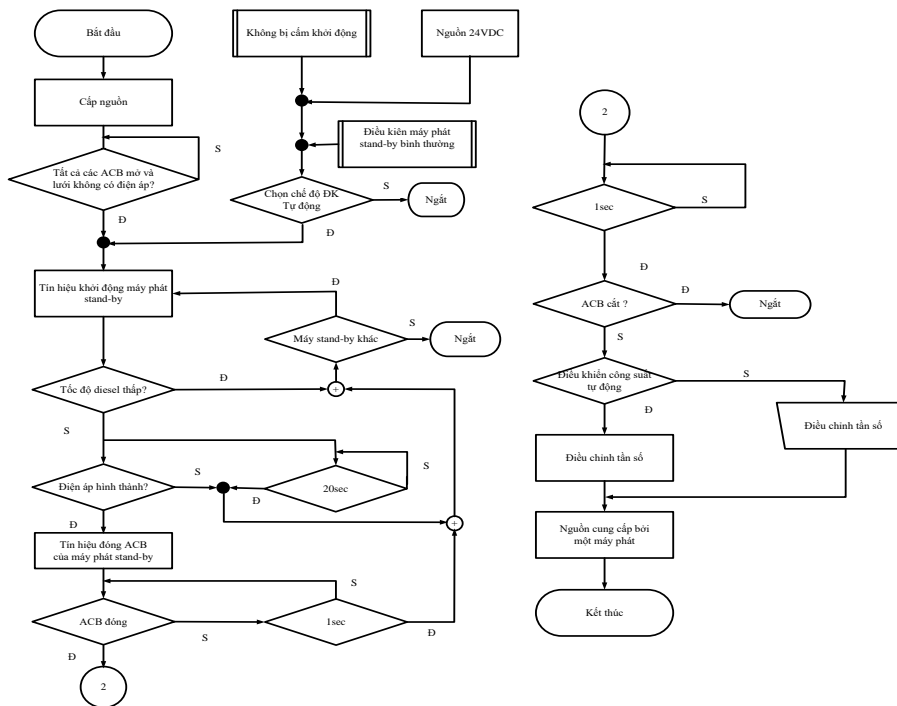 Bắt đầu
Không bị cấm khởi động
Nguồn 24VDC
Cấp nguồn
2
Điều kiên máy phát
stand-by bình thường
S
Tất cả các ACB mở và
lưới không có điện áp?
Chọn chế độ ĐK
Tự động
S
Ngắt
1sec
S
Đ
Đ
Đ
Tín hiệu khởi động máy phát
stand-by
Đ
ACB cắt ?
Đ
Ngắt
S
Máy stand-by khác
S
Ngắt
Điều khiển công suất
tự động
S
Tốc độ diesel thấp?
Đ
+
Đ
Điều chỉnh tần số
S
Điều chỉnh tần số
S
Điện áp hình thành?
S
Đ
20sec
Đ
+
Nguồn cung cấp bởi
một máy phát
Tín hiệu đóng ACB
của máy phát stand-by
S
Kết thúc
ACB đóng
S
1sec
Đ
Đ
2